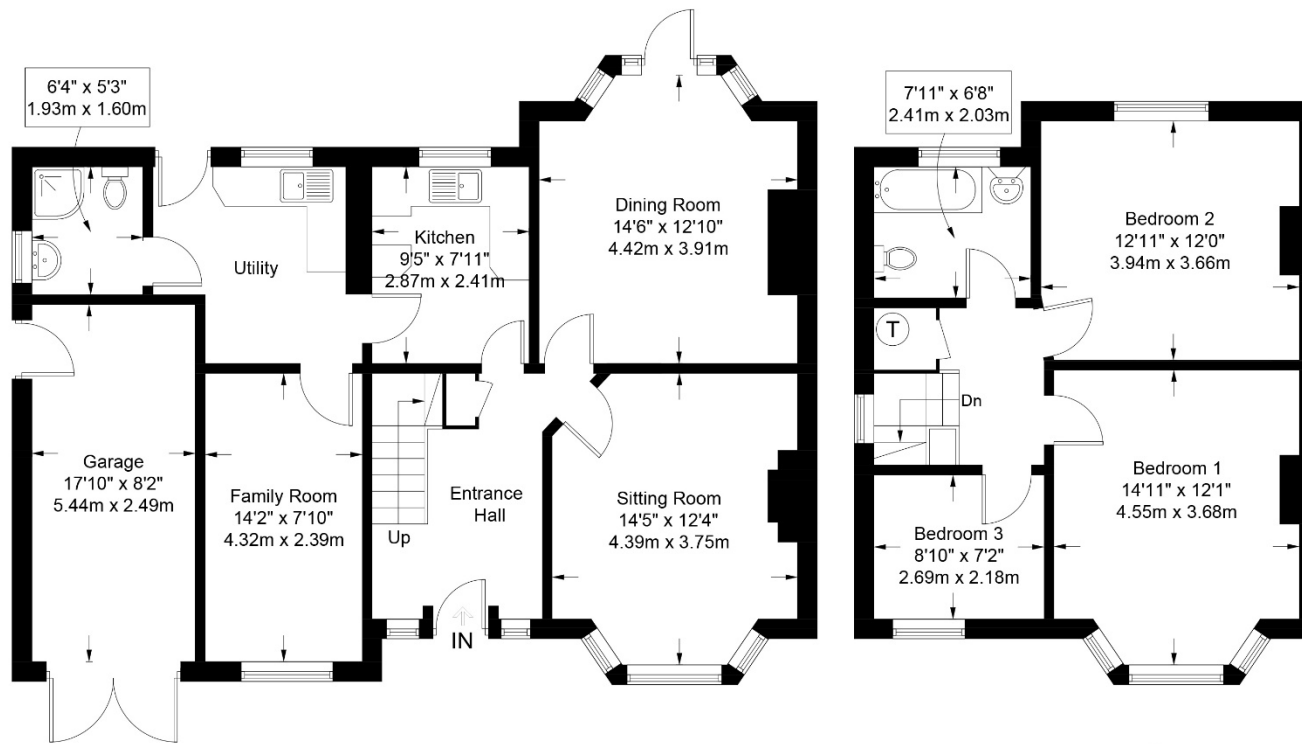 6'4" x 5'3"
1.93m x 1.60m
Utility
Kitchen
9'5" x 7'11"
2.87m x 2.41m
Dining Room
14'6" x 12'10"
4.42m x 3.91m
Garage
17'10" x 8'2"
5.44m x 2.49m
Family Room
14'2" x 7'10"
4.32m x 2.39m
Up
Entrance
Hall
IN
Sitting Room
14'5" x 12'4"
4.39m x 3.75m
7'11" x 6'8"
2.41m x 2.03m
Bedroom 2
12'11" x 12'0"
3.94m x 3.66m
T
Dn
Bedroom 1
14'11" x 12'1"
4.55m x 3.68m
Bedroom 3
8'10" x 7'2"
2.69m x 2.18m